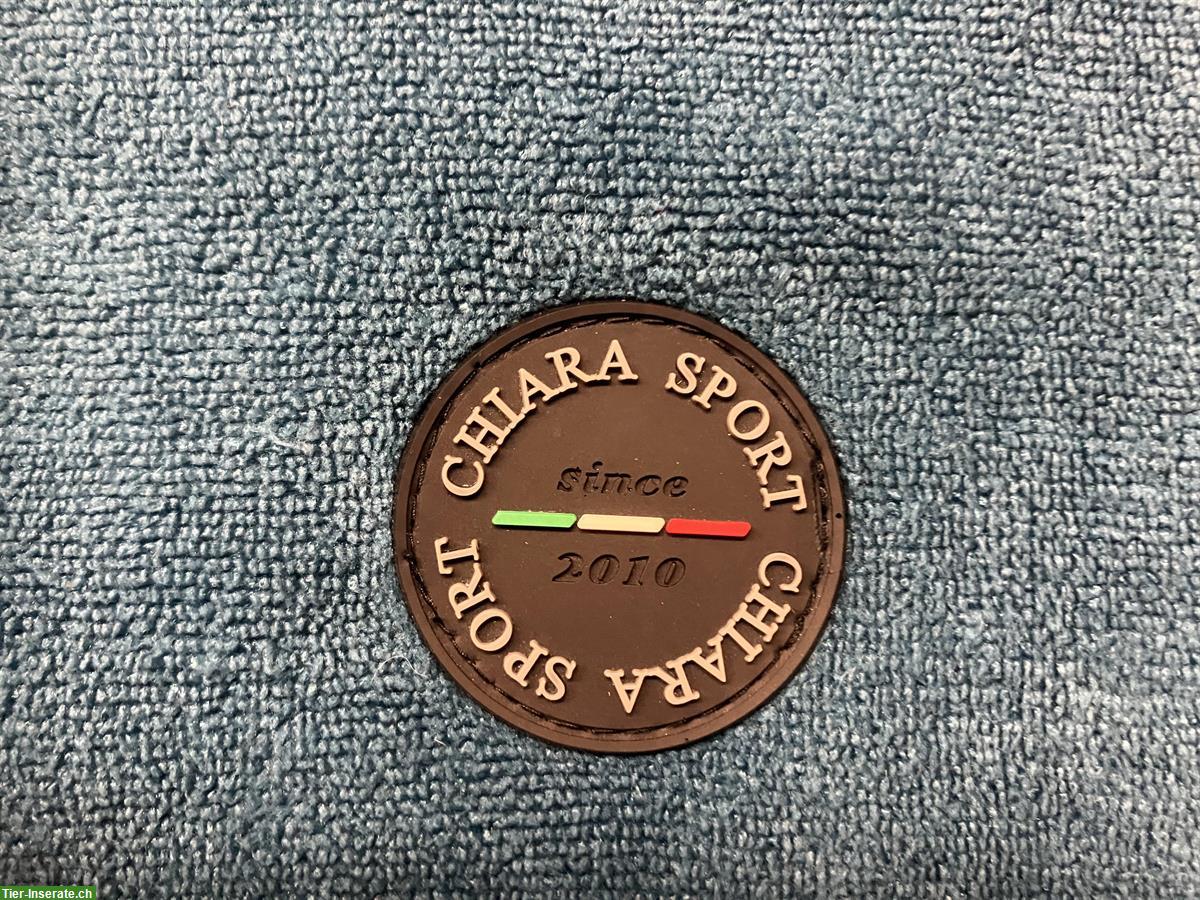 CHIARA SPORT CHIARA SPORT
since
2010
Tier-Inserate.ch